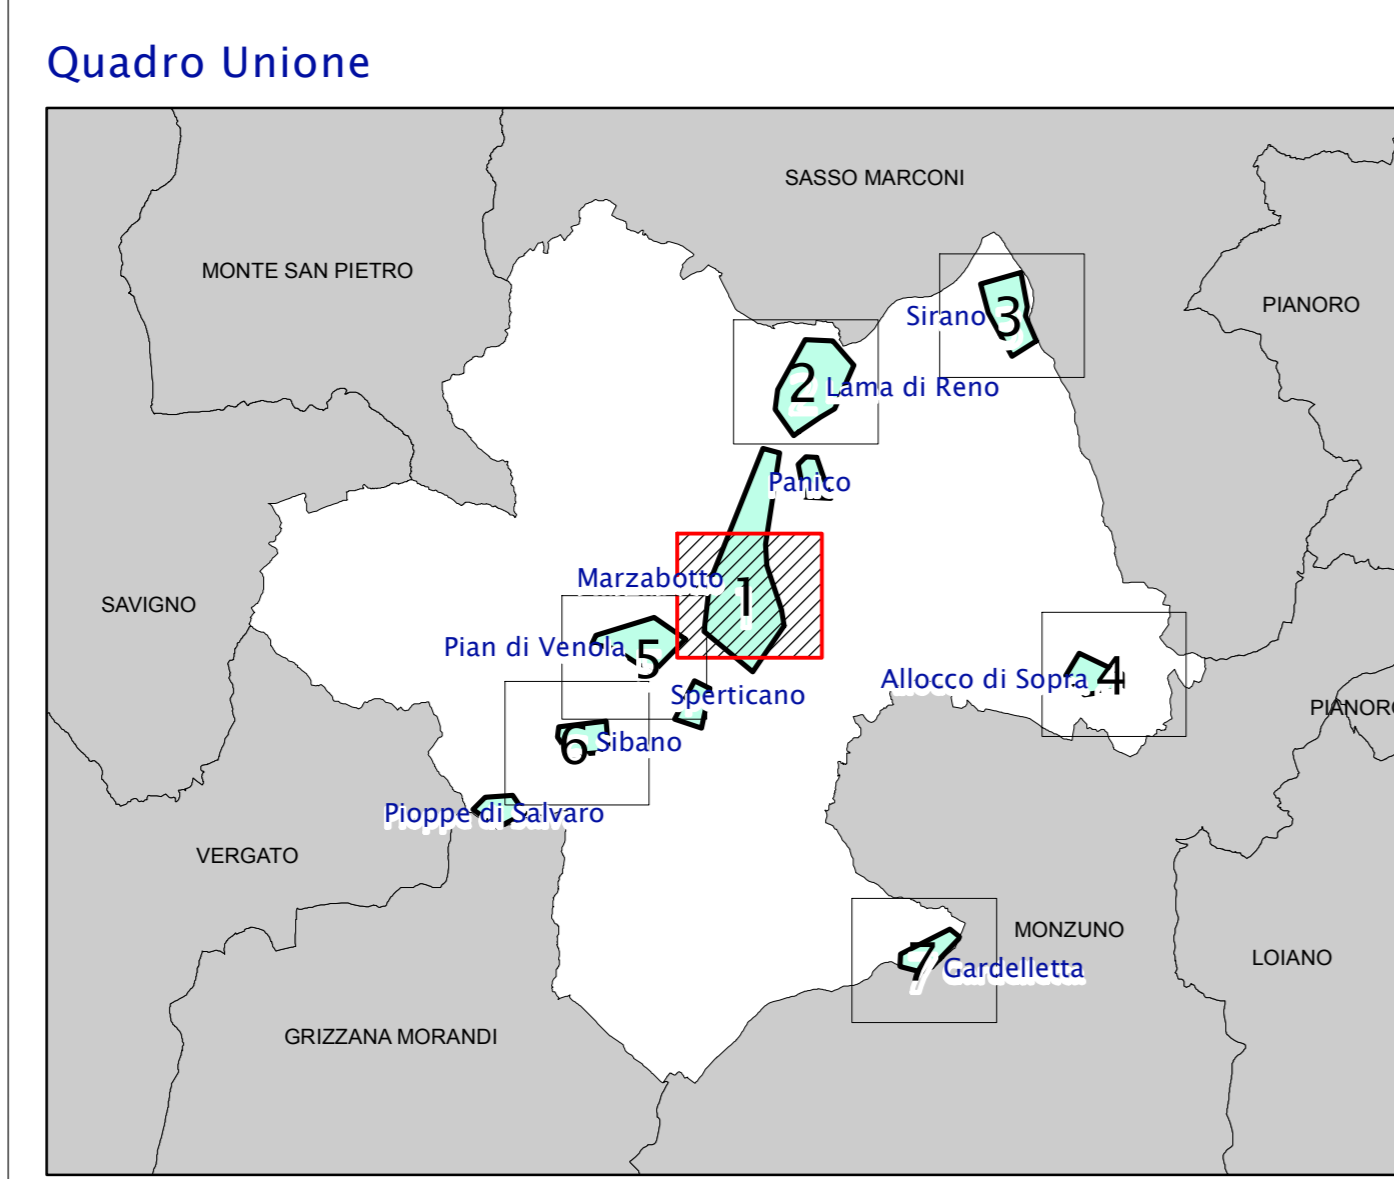 Quadro Unione
SASSO MARCONI
MONTE SAN PIETRO
PIANORO
Sirano 3
2 Lama di Reno
Panico
Marzabotto
1
SAVIGNO
Pian di Venola 5
Allocco di Sopra 4
Sperticano
PIANORO
6 Sibano
Pioppe di Salvaro
VERGATO
MONZUNO
LOIANO
7 Gardelletta
GRIZZANA MORANDI